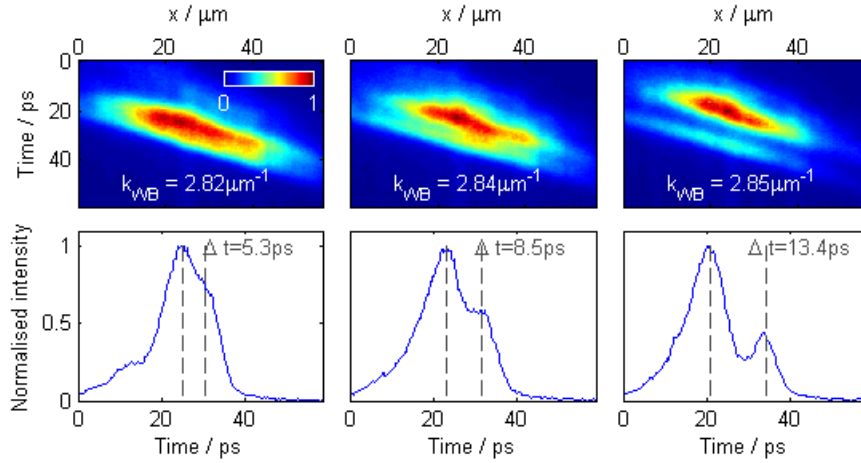 x / µm x / µm x / µm
0 20 40 0 20 40 0 20 40
Time / ps
0
20
40
0 1
k_WB = 2.82µm⁻¹
k_WB = 2.84µm⁻¹
k_WB = 2.85µm⁻¹
Normalised intensity
1
0.5
0
Δ t=5.3ps
Δ t=8.5ps
Δ t=13.4ps
0 20 40 0 20 40 0 20 40
Time / ps Time / ps Time / ps